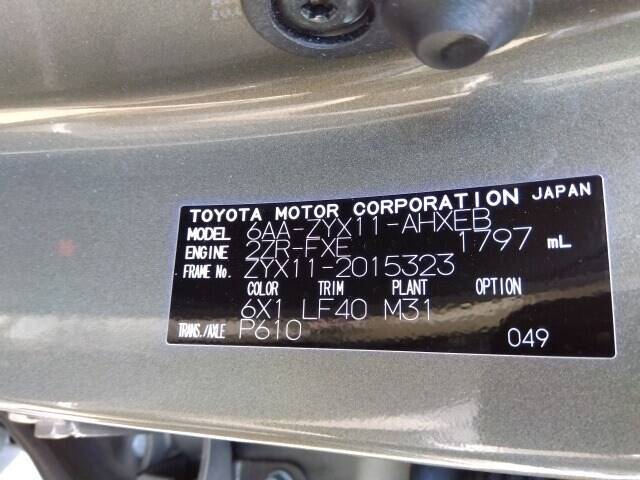 TOYOTA MOTOR CORPORATION JAPAN
MODEL 6AA-ZYX11-AHXEB
ENGINE 2ZR-FXE 1797 mL
FRAME No. ZYX11-2015323
COLOR TRIM PLANT OPTION
6X1 LF40 M31
TRANS./AXLE P610 049